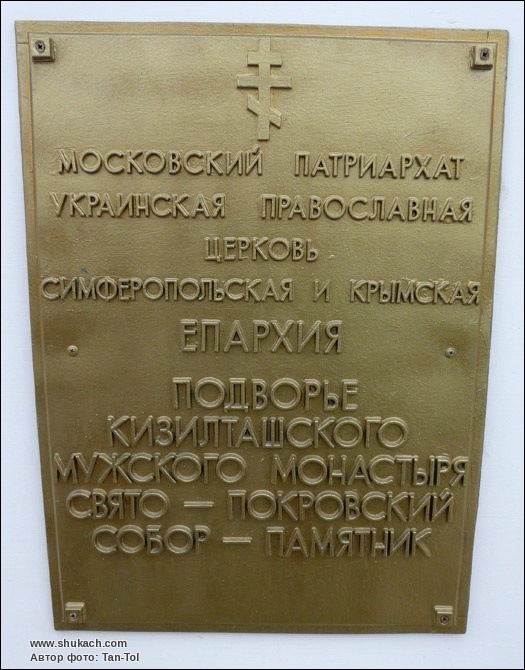 МОСКОВСКИЙ ПАТРИАРХАТ
УКРАИНСКАЯ ПРАВОСЛАВНАЯ
ЦЕРКОВЬ
СИМФЕРОПОЛЬСКАЯ И КРЫМСКАЯ
ЕПАРХИЯ
ПОДВОРЬЕ
КИЗИЛТАШСКОГО
МУЖСКОГО МОНАСТЫРЯ
СВЯТО – ПОКРОВСКИЙ
СОБОР – ПАМЯТНИК
www.shukach.com
Автор фото: Tan-Tol